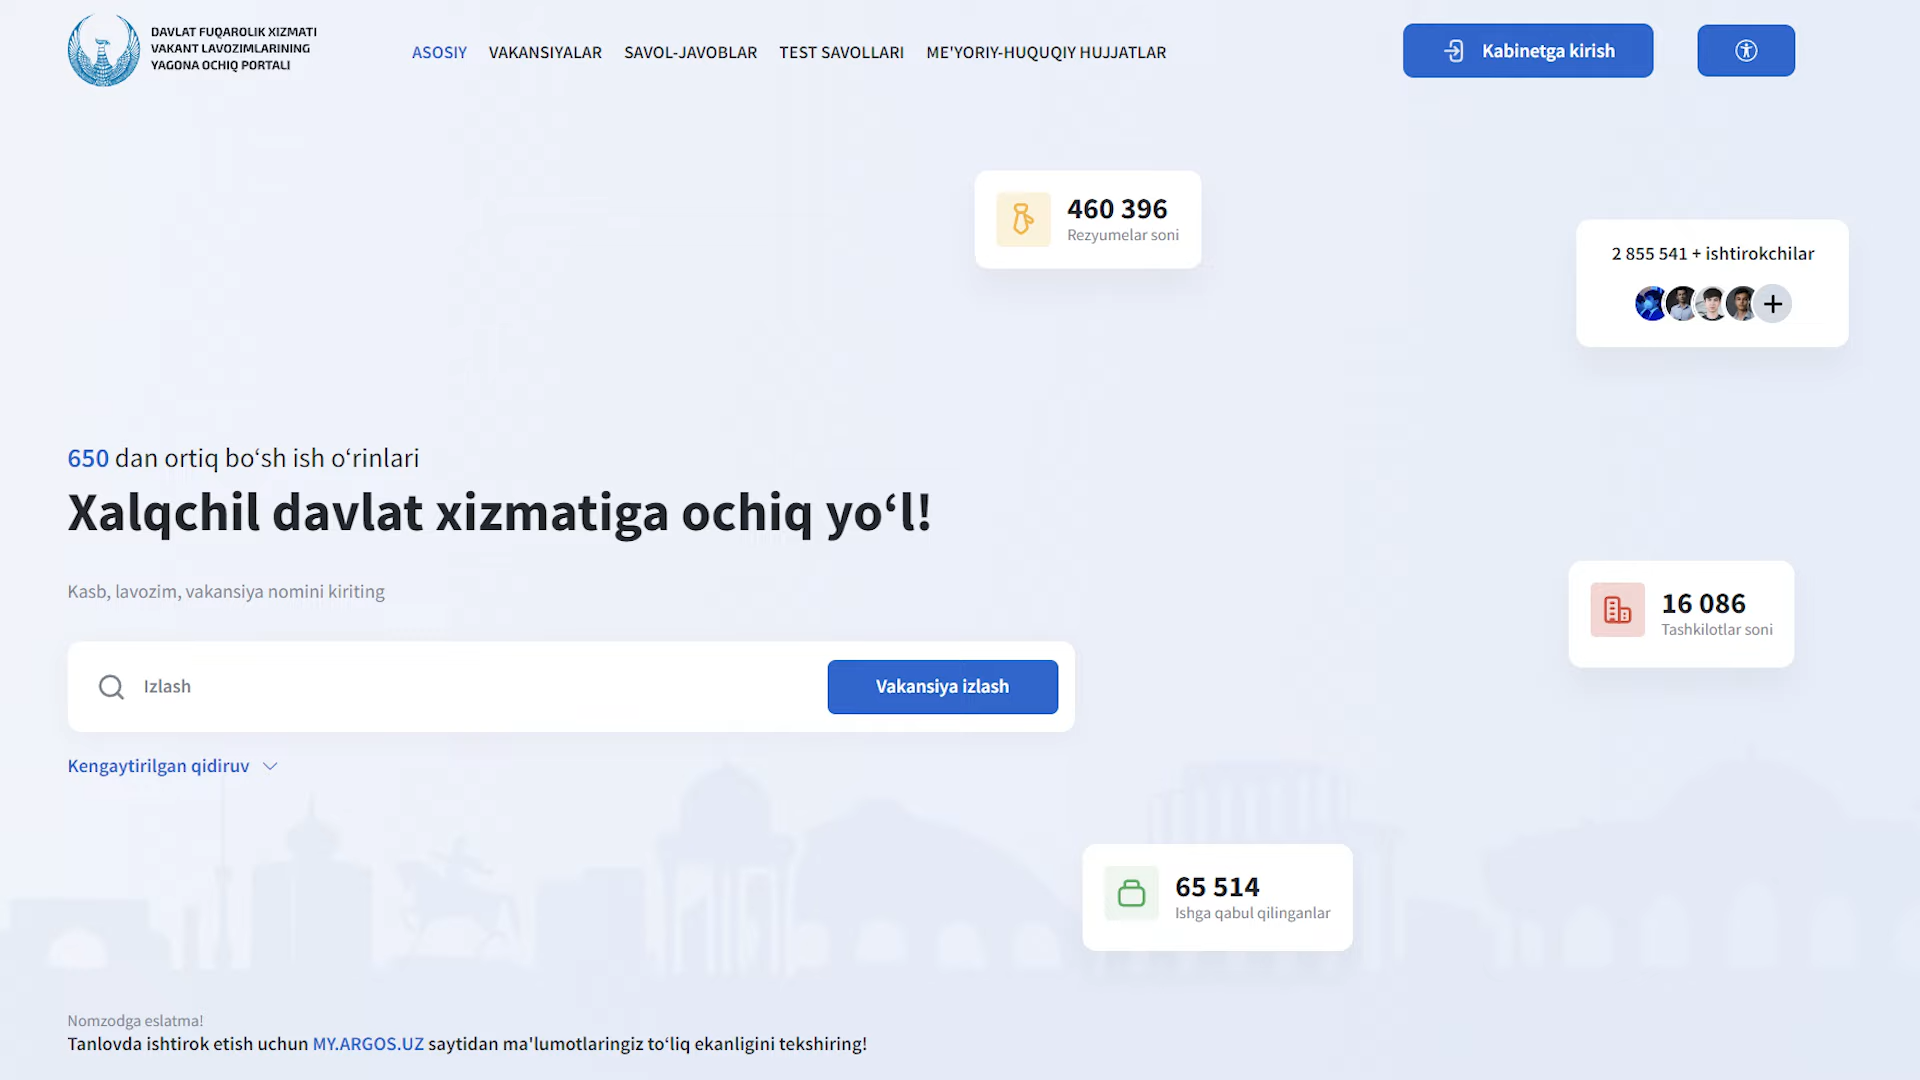 DAVLAT FUQAROLIK XIZMATI
VAKANT LAVOZIMLARINING
YAGONA OCHIQ PORTALI
ASOSIY
VAKANSIYALAR
SAVOL-JAVOBLAR
TEST SAVOLLARI
ME'YORIY-HUQUQIY HUJJATLAR
Kabinetga kirish
460 396
Rezyumelar soni
2 855 541 + ishtirokchilar
650 dan ortiq bo‘sh ish o‘rinlari
Xalqchil davlat xizmatiga ochiq yo‘l!
Kasb, lavozim, vakansiya nomini kiriting
16 086
Tashkilotlar soni
Izlash
Vakansiya izlash
Kengaytirilgan qidiruv
65 514
Ishga qabul qilinganlar
Nomzodga eslatma!
Tanlovda ishtirok etish uchun MY.ARGOS.UZ saytidan ma'lumotlaringiz to‘liq ekanligini tekshiring!